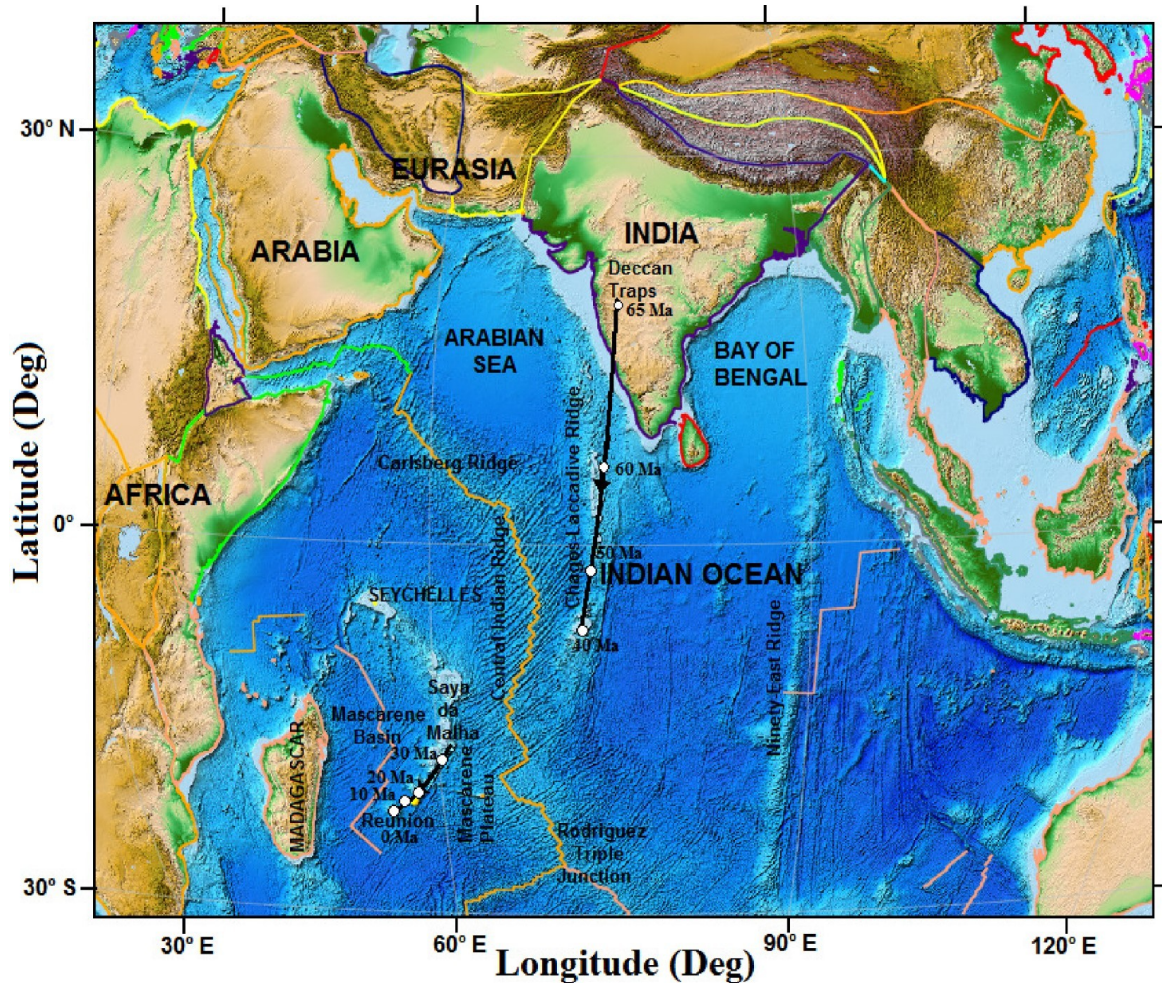 30° N
EURASIA
ARABIA
INDIA
Deccan
Traps
65 Ma
ARABIAN
SEA
BAY OF
BENGAL
Chagos-Laccadive Ridge
Carlsberg Ridge
60 Ma
AFRICA
Latitude (Deg)
0°
Central Indian Ridge
50 Ma
INDIAN OCEAN
SEYCHELLES
40 Ma
Ninety East Ridge
Saya
da
Malha
Mascarene
Basin
30 Ma
MADAGASCAR
20 Ma
10 Ma
Mascarene
Plateau
Reunion
0 Ma
Rodriguez
Triple
Junction
30° S
30° E
60° E
90° E
120° E
Longitude (Deg)